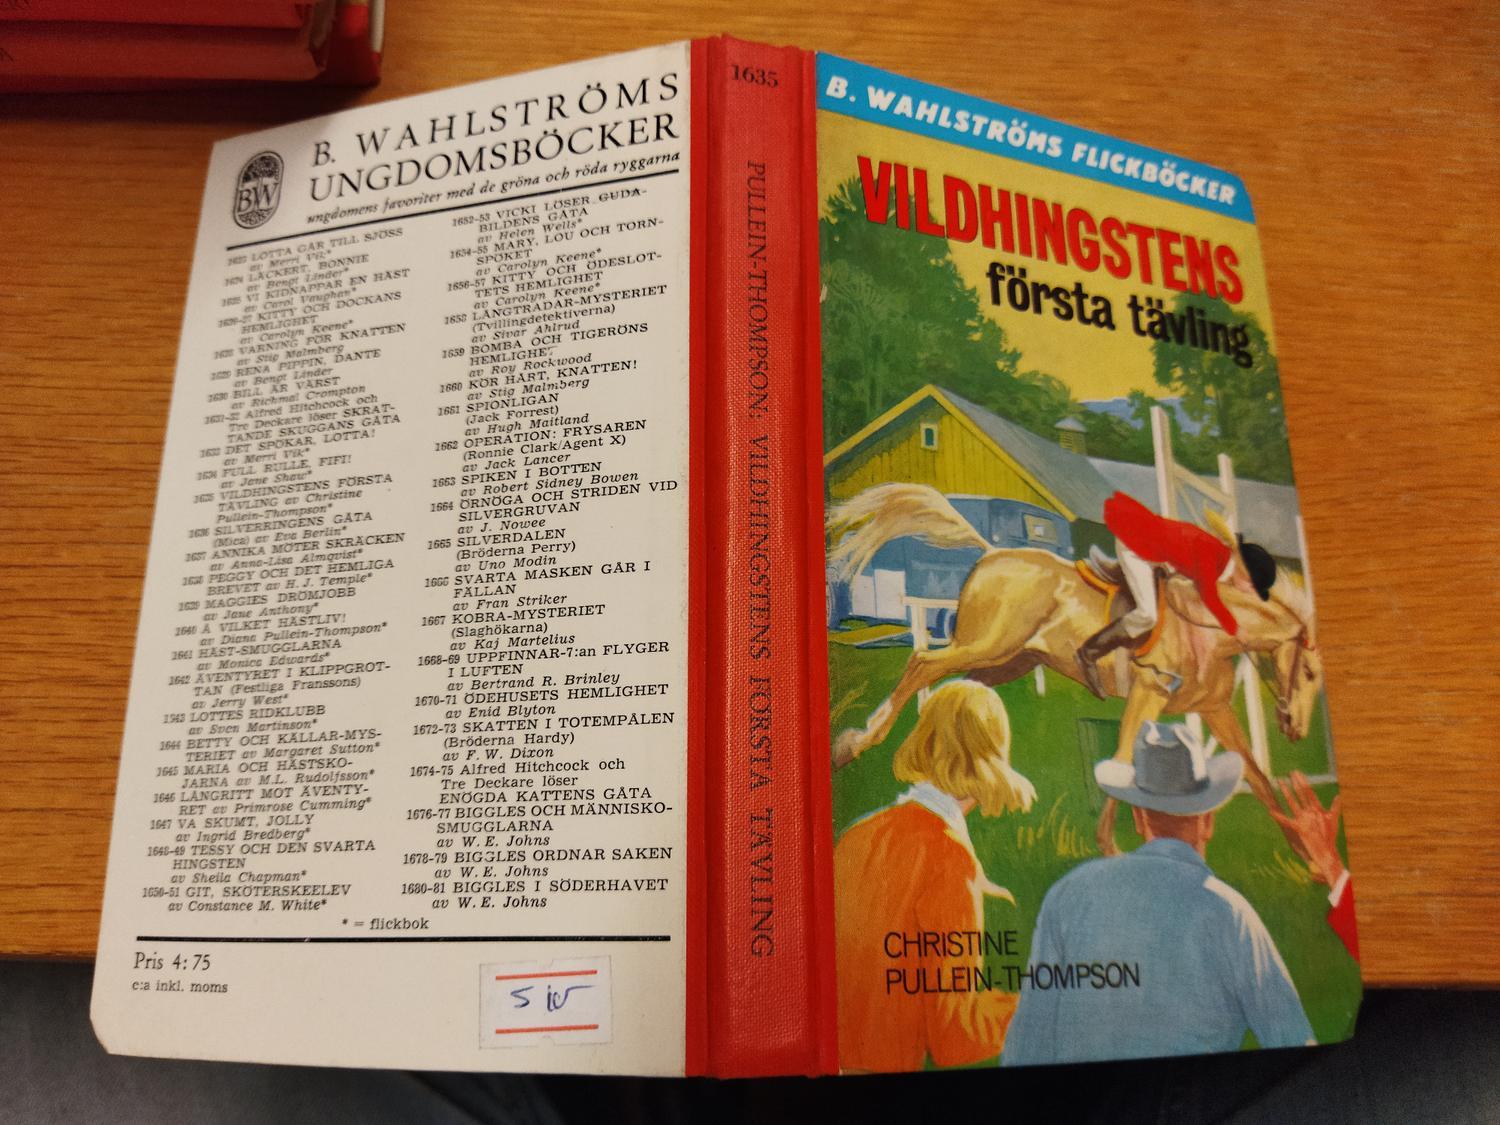 B. WAHLSTRÖMS
UNGDOMSBÖCKER
ungdomens favoriter med de gröna och röda ryggarna
BW
1623 LOTTA GÅR TILL SJÖSS
av Merri Vik*
1624 LÄCKERT, BONNIE
av Bengt Linder*
1625 VI KIDNAPPAR EN HÄST
av Carol Vaughan*
1626-27 KITTY OCH DOCKANS
HEMLIGHET
av Carolyn Keene*
1628 VARNING FÖR KNATTEN
av Stig Malmberg
1629 RENA PIPPIN, DANTE
av Bengt Linder
1630 BILL ÄR VÄRST
av Richmal Crompton
1631-32 Alfred Hitchcock och
Tre Deckare löser SKRAT-
TANDE SKUGGANS GÅTA
1633 DET SPÖKAR, LOTTA!
av Merri Vik*
1634 FULL RULLE, FIFI!
av Jane Shaw*
1635 VILDHINGSTENS FÖRSTA
TÄVLING av Christine
Pullein-Thompson*
1636 SILVERRINGENS GÅTA
(Mica) av Eva Berlin*
1637 ANNIKA MÖTER SKRÄCKEN
av Anna-Lisa Almqvist*
1638 PEGGY OCH DET HEMLIGA
BREVET av H. J. Temple*
1639 MAGGIES DRÖMJOBB
av Jane Anthony*
1640 Å VILKET HÄSTLIV!
av Diana Pullein-Thompson*
1641 HÄST-SMUGGLARNA
av Monica Edwards*
1642 ÄVENTYRET I KLIPPGROT-
TAN (Festliga Franssons)
av Jerry West*
1543 LOTTES RIDKLUBB
av Sven Martinson*
1644 BETTY OCH KÄLLAR-MYS-
TERIET av Margaret Sutton*
1645 MARIA OCH HÄSTSKO-
JARNA av M.L. Rudolfsson*
1646 LÅNGRITT MOT ÄVENTY-
RET av Primrose Cumming*
1647 VA SKUMT, JOLLY
av Ingrid Bredberg*
1648-49 TESSY OCH DEN SVARTA
HINGSTEN
av Sheila Chapman*
1650-51 GIT, SKÖTERSKEELEV
av Constance M. White*
1652-53 VICKI LÖSER GUDA-
BILDENS GÅTA
av Helen Wells*
1654-55 MARY, LOU OCH TORN-
SPÖKET
av Carolyn Keene*
1656-57 KITTY OCH ÖDESLOT-
TETS HEMLIGHET
av Carolyn Keene*
1658 LÅNGTRADAR-MYSTERIET
(Tvillingdetektiverna)
av Sivar Ahlrud
1659 BOMBA OCH TIGERÖNS
HEMLIGHET
av Roy Rockwood
1660 KÖR HÅRT, KNATTEN!
av Stig Malmberg
1661 SPIONLIGAN
(Jack Forrest)
av Hugh Maitland
1662 OPERATION: FRYSAREN
(Ronnie Clark/Agent X)
av Jack Lancer
1663 SPIKEN I BOTTEN
av Robert Sidney Bowen
1664 ÖRNÖGA OCH STRIDEN VID
SILVERGRUVAN
av J. Nowee
1665 SILVERDALEN
(Bröderna Perry)
av Uno Modin
1666 SVARTA MASKEN GÅR I
FÄLLAN
av Fran Striker
1667 KOBRA-MYSTERIET
(Slaghökarna)
av Kaj Martelius
1668-69 UPPFINNAR-7:an FLYGER
I LUFTEN
av Bertrand R. Brinley
1670-71 ÖDEHUSETS HEMLIGHET
av Enid Blyton
1672-73 SKATTEN I TOTEMPÅLEN
(Bröderna Hardy)
av F. W. Dixon
1674-75 Alfred Hitchcock och
Tre Deckare löser
ENÖGDA KATTENS GÅTA
1676-77 BIGGLES OCH MÄNNISKO-
SMUGGLARNA
av W. E. Johns
1678-79 BIGGLES ORDNAR SAKEN
av W. E. Johns
1680-81 BIGGLES I SÖDERHAVET
av W. E. Johns
* = flickbok
Pris 4:75
c:a inkl. moms
1635
PULLEIN-THOMPSON: VILDHINGSTENS FÖRSTA TÄVLING
B. WAHLSTRÖMS FLICKBÖCKER
VILDHINGSTENS
första tävling
CHRISTINE
PULLEIN-THOMPSON